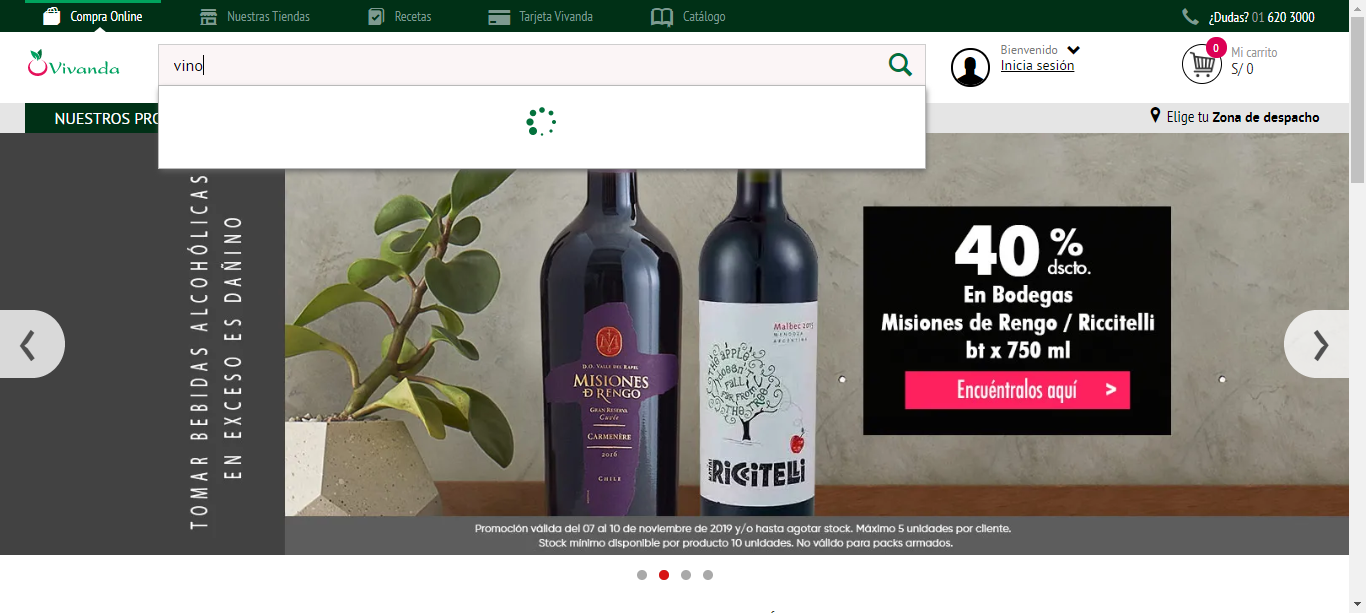 Compra Online
Nuestras Tiendas
Recetas
Tarjeta Vivanda
Catálogo
¿Dudas? 01 620 3000
Vivanda
vino
Bienvenido
Inicia sesión
0
Mi carrito
S/ 0
NUESTROS PRO
Elige tu Zona de despacho
TOMAR BEBIDAS ALCOHÓLICAS
EN EXCESO ES DAÑINO
D.O. VALLE DEL RAPEL
MISIONES
D RENGO
GRAN RESERVA
Cuvée
CARMENÈRE
2016
CHILE
Malbec 2015
MENDOZA
ARGENTINA
THE APPLE
DOESN'T
FALL
FAR FROM
THE TREE
MATÍAS
RICCITELLI
40 % dscto.
En Bodegas
Misiones de Rengo / Riccitelli
bt x 750 ml
Encuéntralos aquí >
Promoción válida del 07 al 10 de noviembre de 2019 y/o hasta agotar stock. Máximo 5 unidades por cliente.
Stock mínimo disponible por producto 10 unidades. No válido para packs armados.